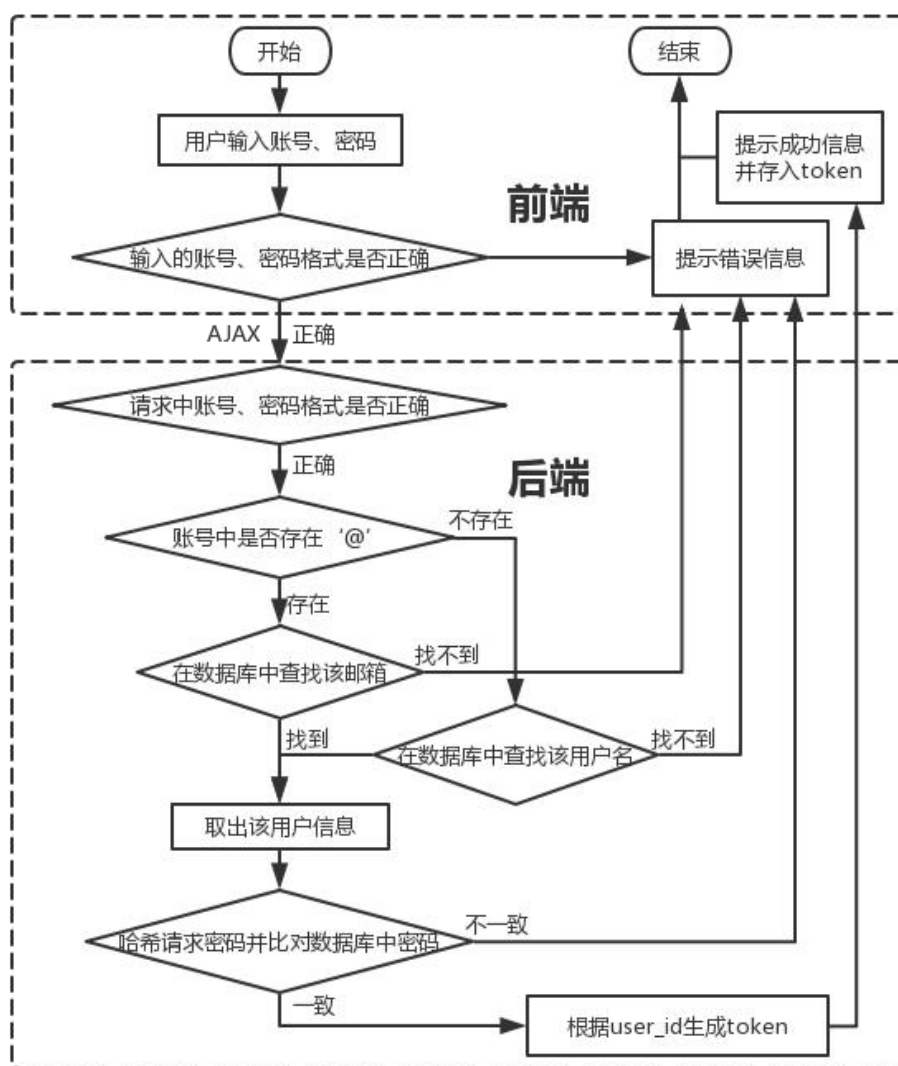 开始
结束
用户输入账号、密码
提示成功信息
并存入token
前端
输入的账号、密码格式是否正确
提示错误信息
AJAX
正确
请求中账号、密码格式是否正确
正确
后端
账号中是否存在‘@’
不存在
存在
在数据库中查找该邮箱
找不到
找到
在数据库中查找该用户名
找不到
取出该用户信息
哈希请求密码并比对数据库中密码
不一致
一致
根据user_id生成token